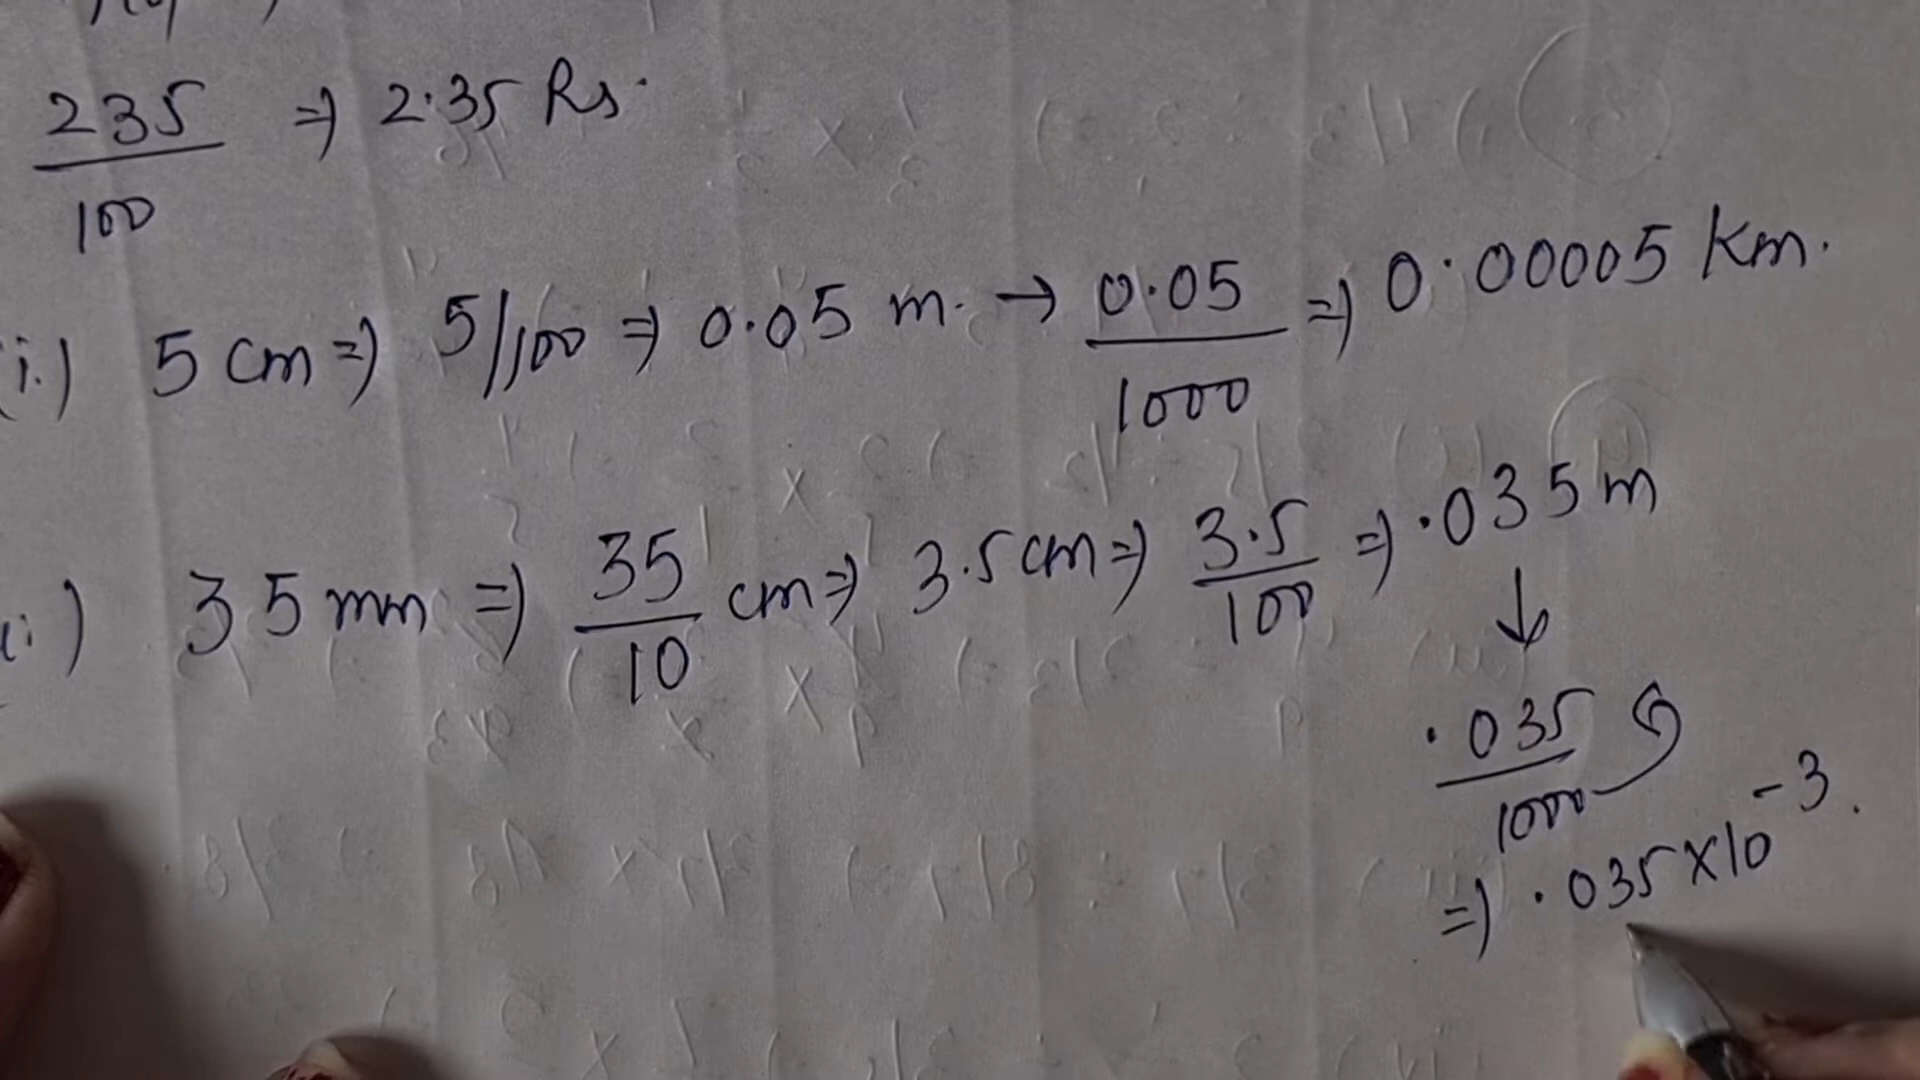 235/100 => 2.35 Rs.
i.) 5 cm => 5/100 => 0.05 m. → 0.05/1000 => 0.00005 Km.
i) 35 mm => 35/10 cm => 3.5 cm => 3.5/100 => .035 m
↓
.035/1000
=> .035 x 10^-3.